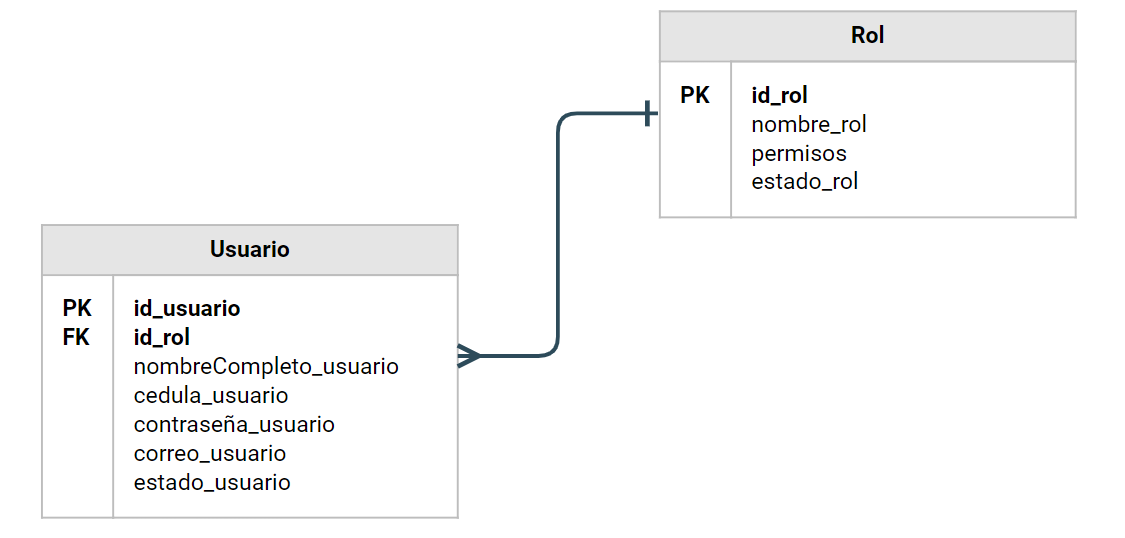 Rol
PK id_rol
nombre_rol
permisos
estado_rol
Usuario
PK id_usuario
FK id_rol
nombreCompleto_usuario
cedula_usuario
contraseña_usuario
correo_usuario
estado_usuario